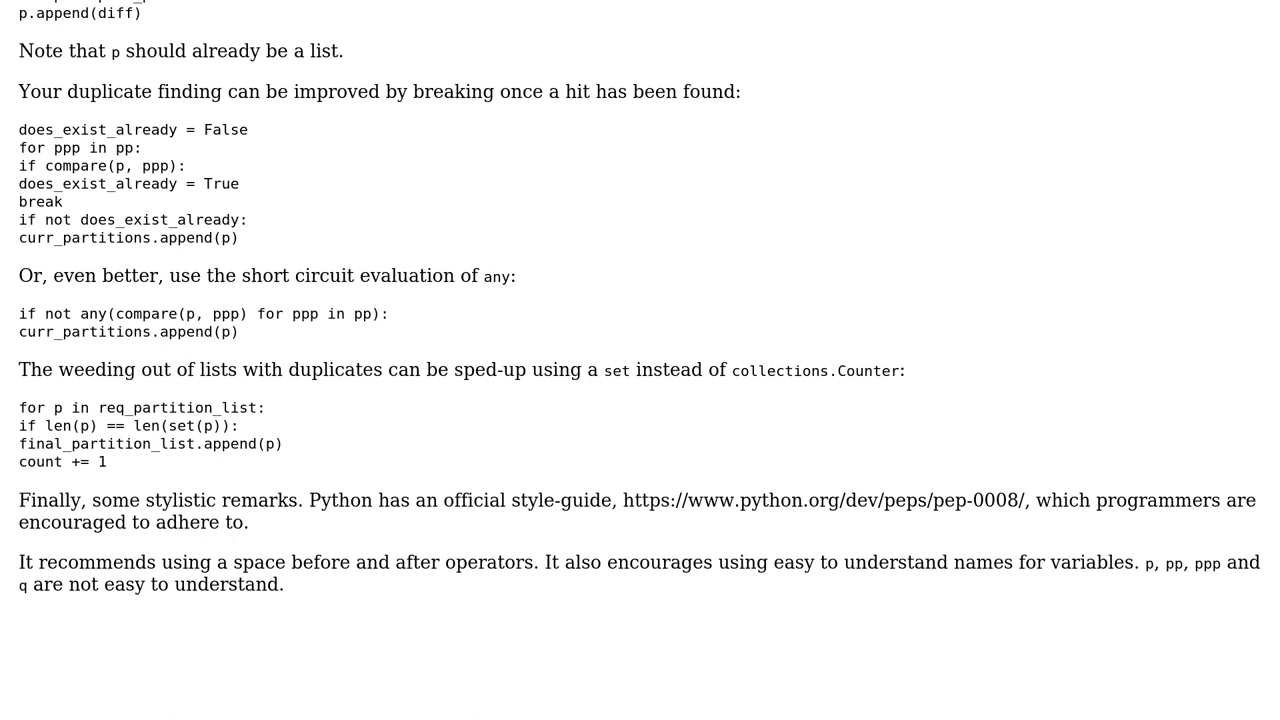 p.append(diff)
Note that p should already be a list.
Your duplicate finding can be improved by breaking once a hit has been found:
does_exist_already = False
for ppp in pp:
if compare(p, ppp):
does_exist_already = True
break
if not does_exist_already:
curr_partitions.append(p)
Or, even better, use the short circuit evaluation of any:
if not any(compare(p, ppp) for ppp in pp):
curr_partitions.append(p)
The weeding out of lists with duplicates can be sped-up using a set instead of collections.Counter:
for p in req_partition_list:
if len(p) == len(set(p)):
final_partition_list.append(p)
count += 1
Finally, some stylistic remarks. Python has an official style-guide, https://www.python.org/dev/peps/pep-0008/, which programmers are
encouraged to adhere to.
It recommends using a space before and after operators. It also encourages using easy to understand names for variables. p, pp, ppp and
q are not easy to understand.